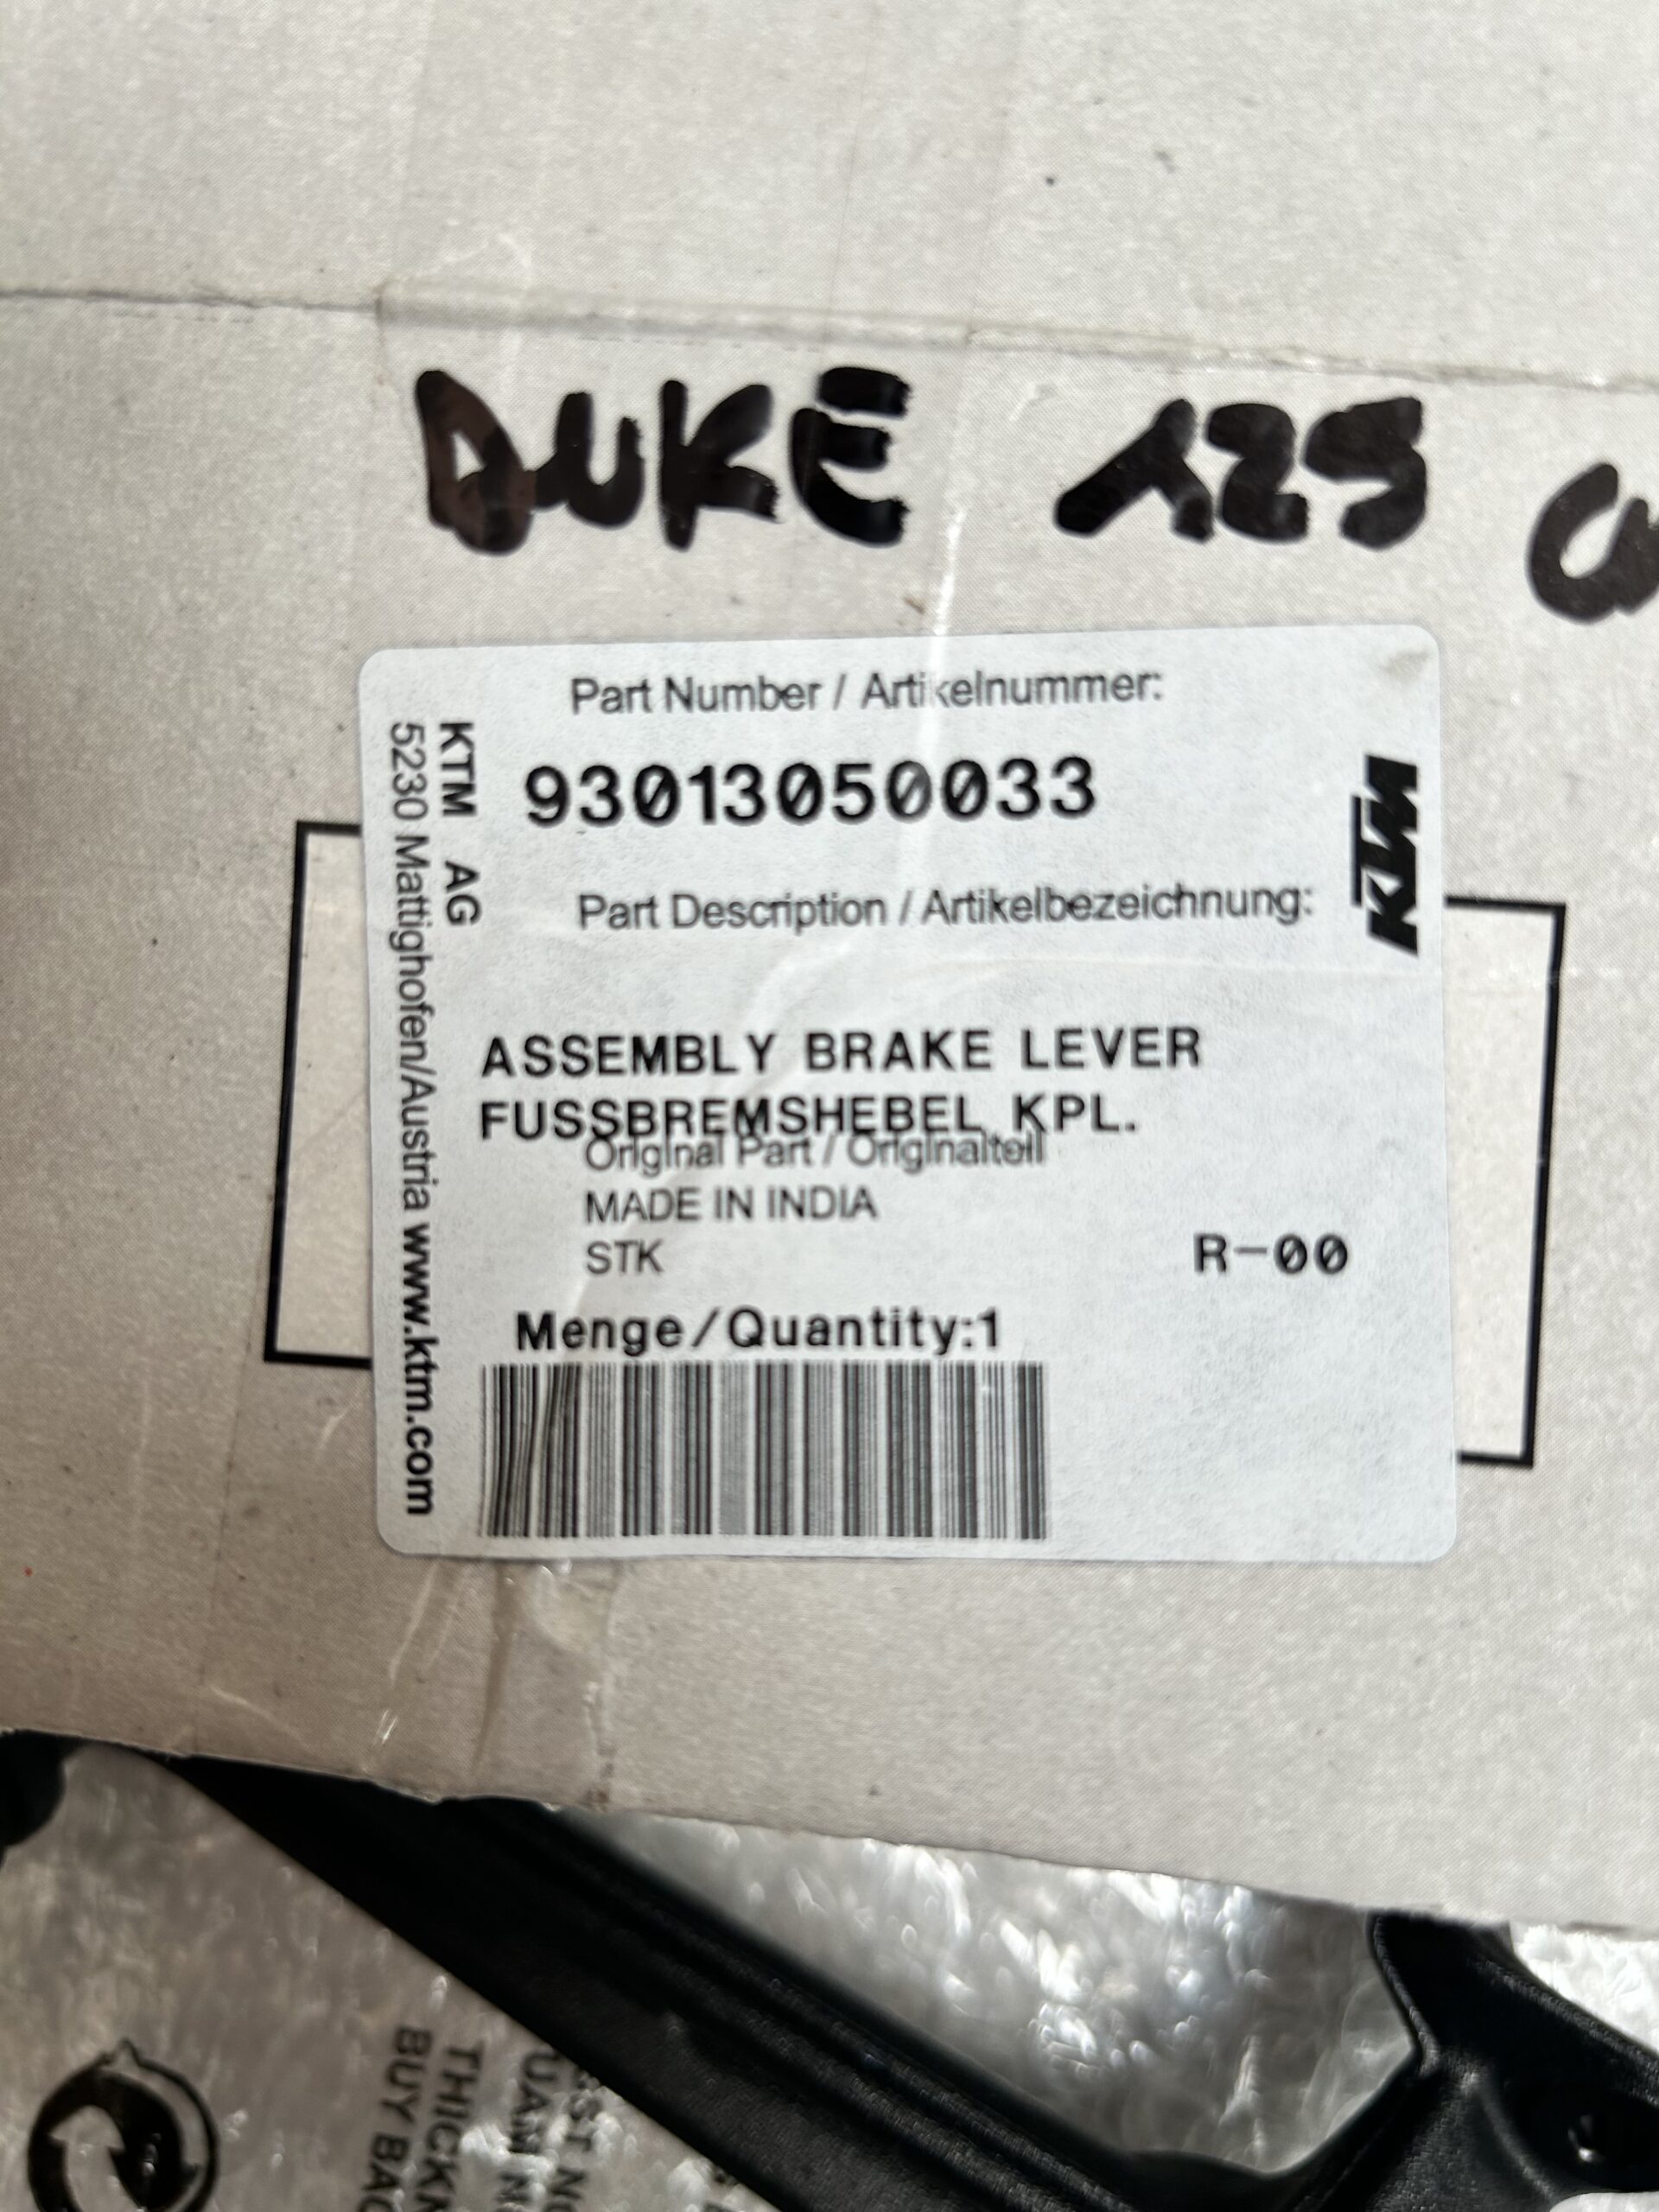 DUKE 125
Part Number / Artikelnummer:
93013050033
Part Description / Artikelbezeichnung:
ASSEMBLY BRAKE LEVER
FUSSBREMSHEBEL KPL.
Original Part / Originalteil
MADE IN INDIA
STK
R-00
Menge/Quantity:1
KTM AG
5230 Mattighofen/Austria www.ktm.com
KTM
THICKN
BUY BAC